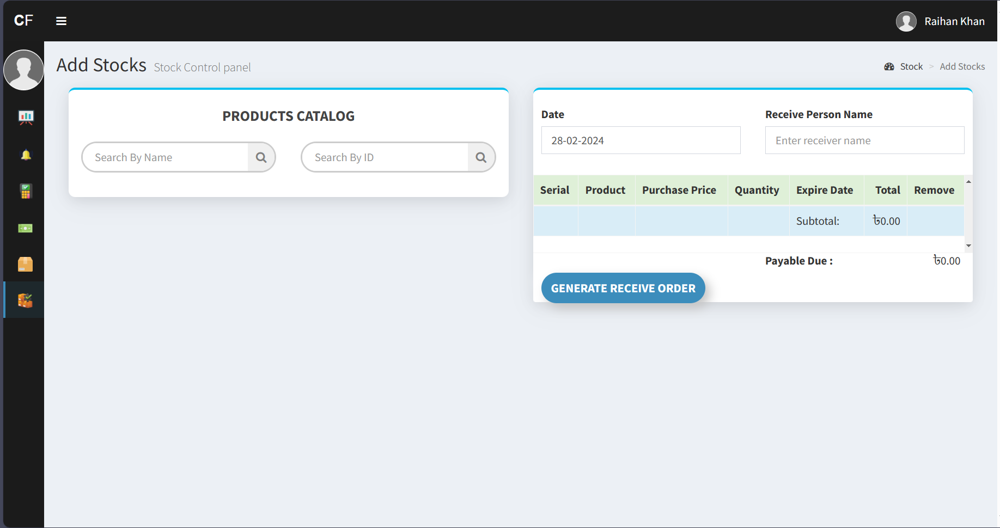 CF
Raihan Khan
Add Stocks Stock Control panel
Stock > Add Stocks
PRODUCTS CATALOG
Search By Name
Search By ID
Date
Receive Person Name
28-02-2024
Enter receiver name
Serial Product Purchase Price Quantity Expire Date Total Remove
Subtotal: ৳0.00
Payable Due : ৳0.00
GENERATE RECEIVE ORDER